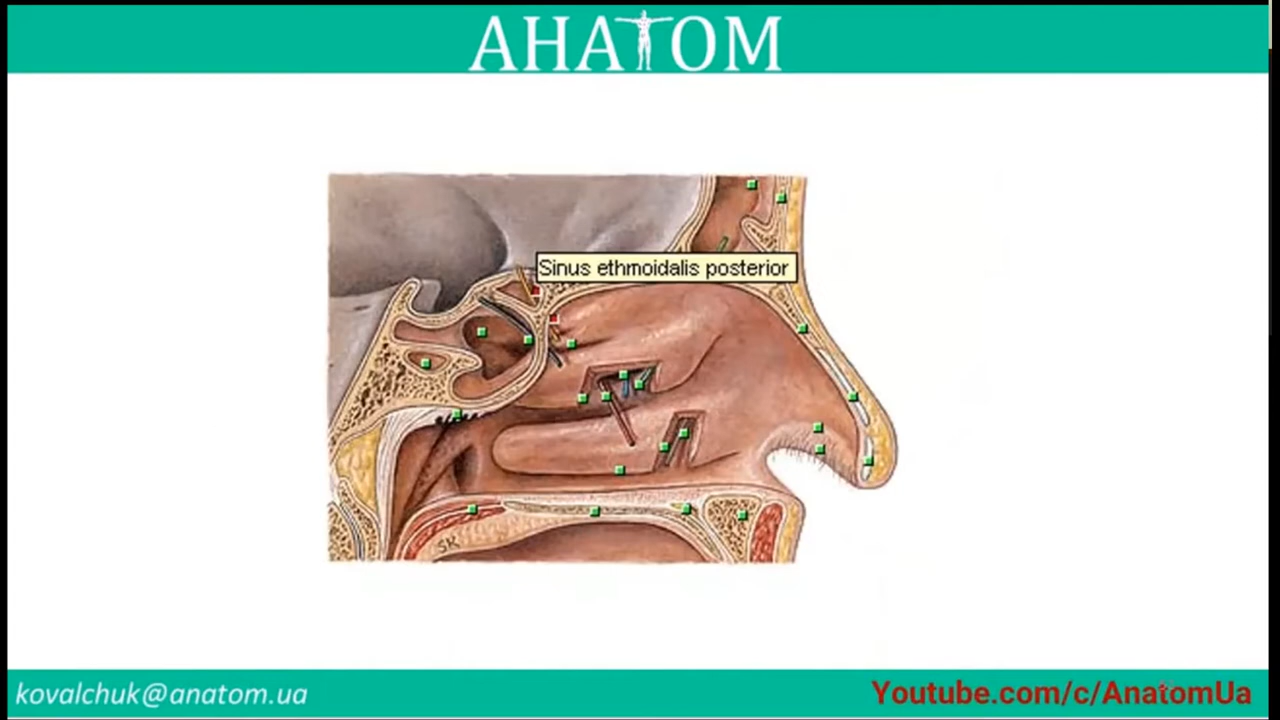 АНАТОМ
Sinus ethmoidalis posterior
SK
kovalchuk@anatom.ua
Youtube.com/c/AnatomUa